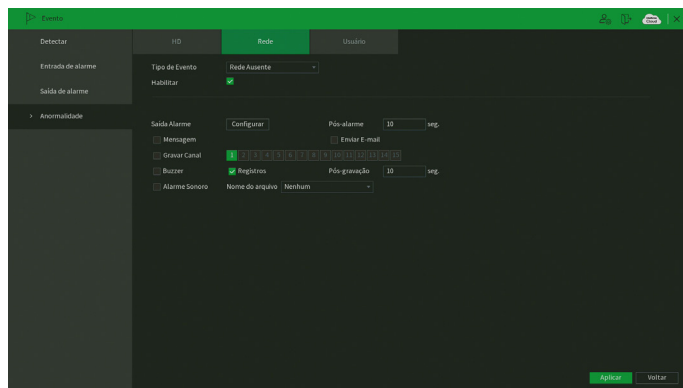 Evento
Detectar
Entrada de alarme
Saída de alarme
> Anormalidade
HD Rede Usuário
Tipo de Evento Rede Ausente
Habilitar
Saída Alarme Configurar Pós-alarme 10 seg.
Mensagem Enviar E-mail
Gravar Canal 1 2 3 4 5 6 7 8 9 10 11 12 13 14 15
Buzzer Registros Pós-gravação 10 seg.
Alarme Sonoro Nome do arquivo Nenhum
Aplicar Voltar